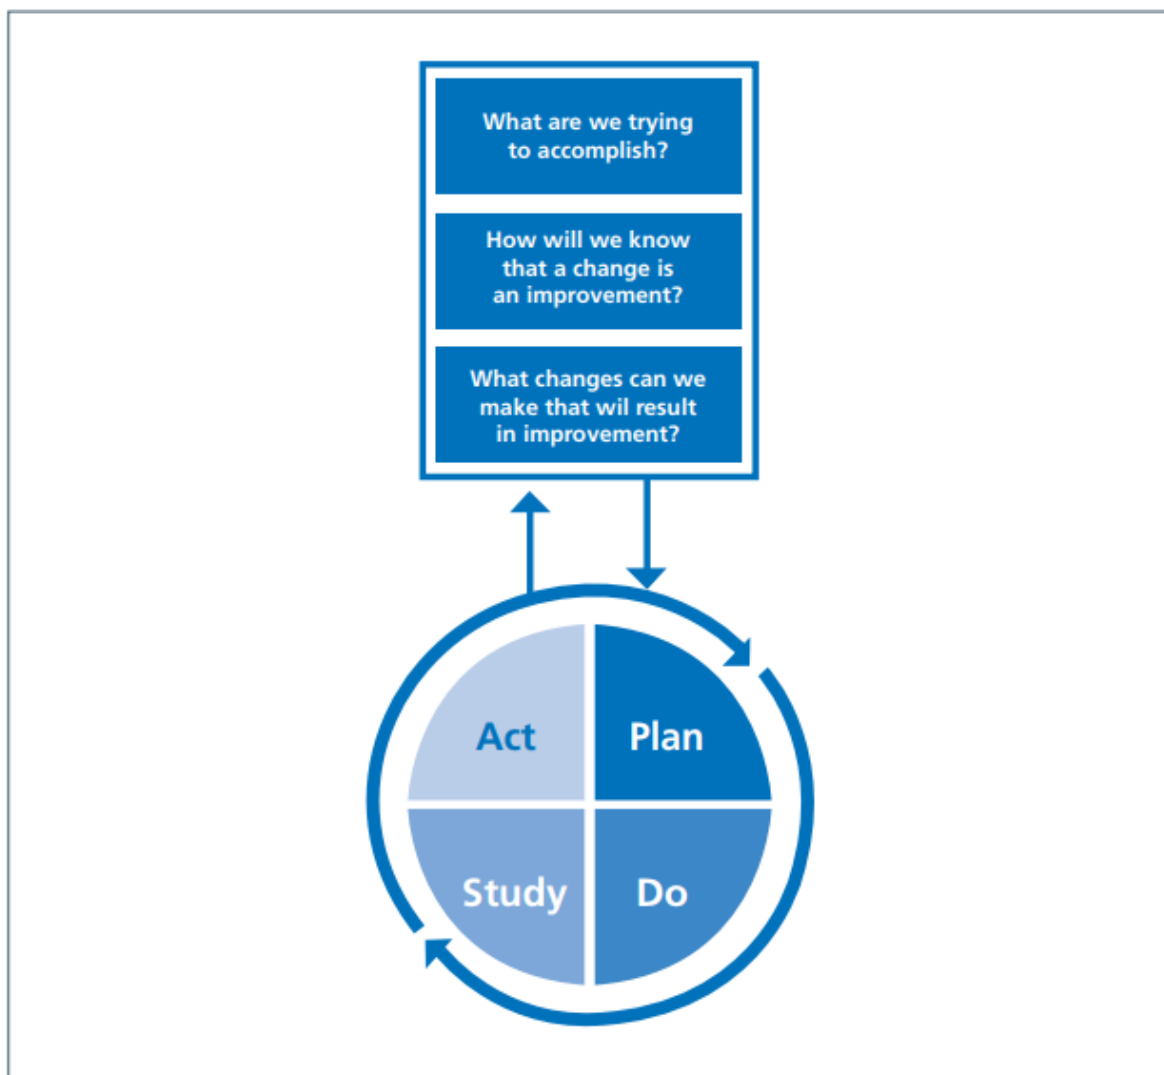 What are we trying
to accomplish?
How will we know
that a change is
an improvement?
What changes can we
make that wil result
in improvement?
Act
Plan
Study
Do